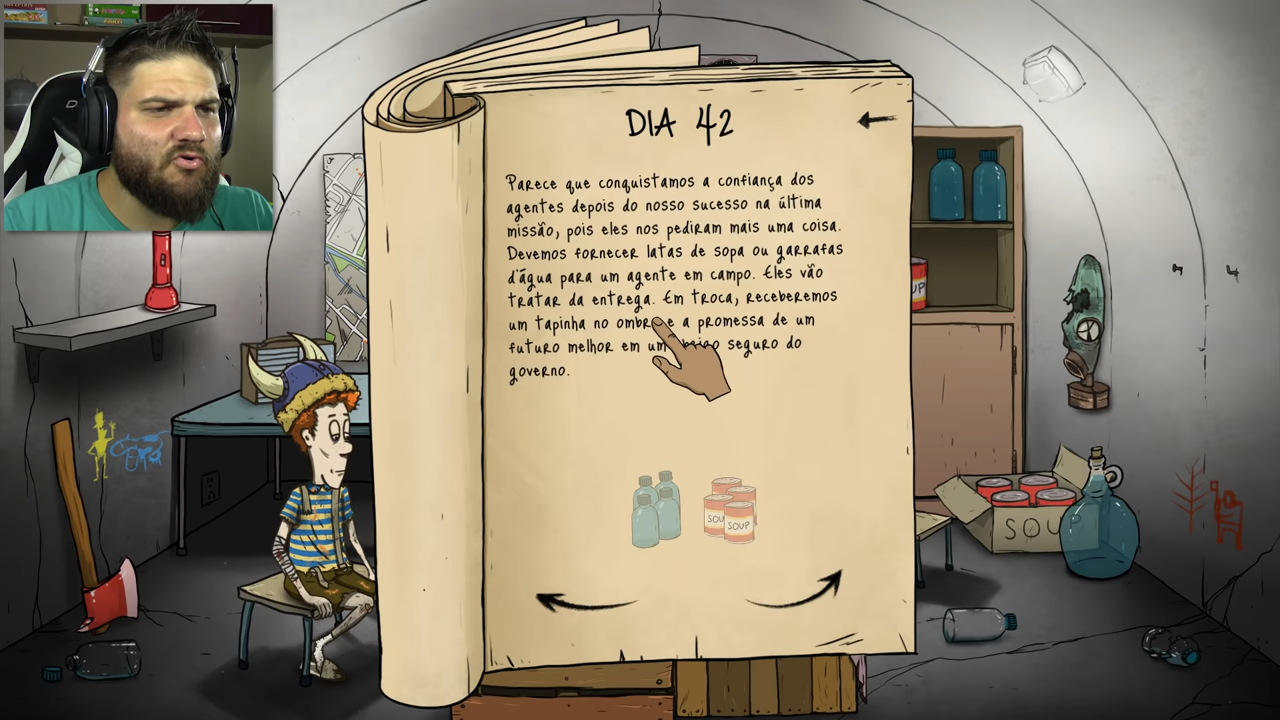 DIA 42
Parece que conquistamos a confiança dos
agentes depois do nosso sucesso na última
missão, pois eles nos pediram mais uma coisa.
Devemos fornecer latas de sopa ou garrafas
d'água para um agente em campo. Eles vão
tratar da entrega. Em troca, receberemos
um tapinha no e a promessa de um
futuro melhor em um seguro do
governo.
SOUP
SOUP